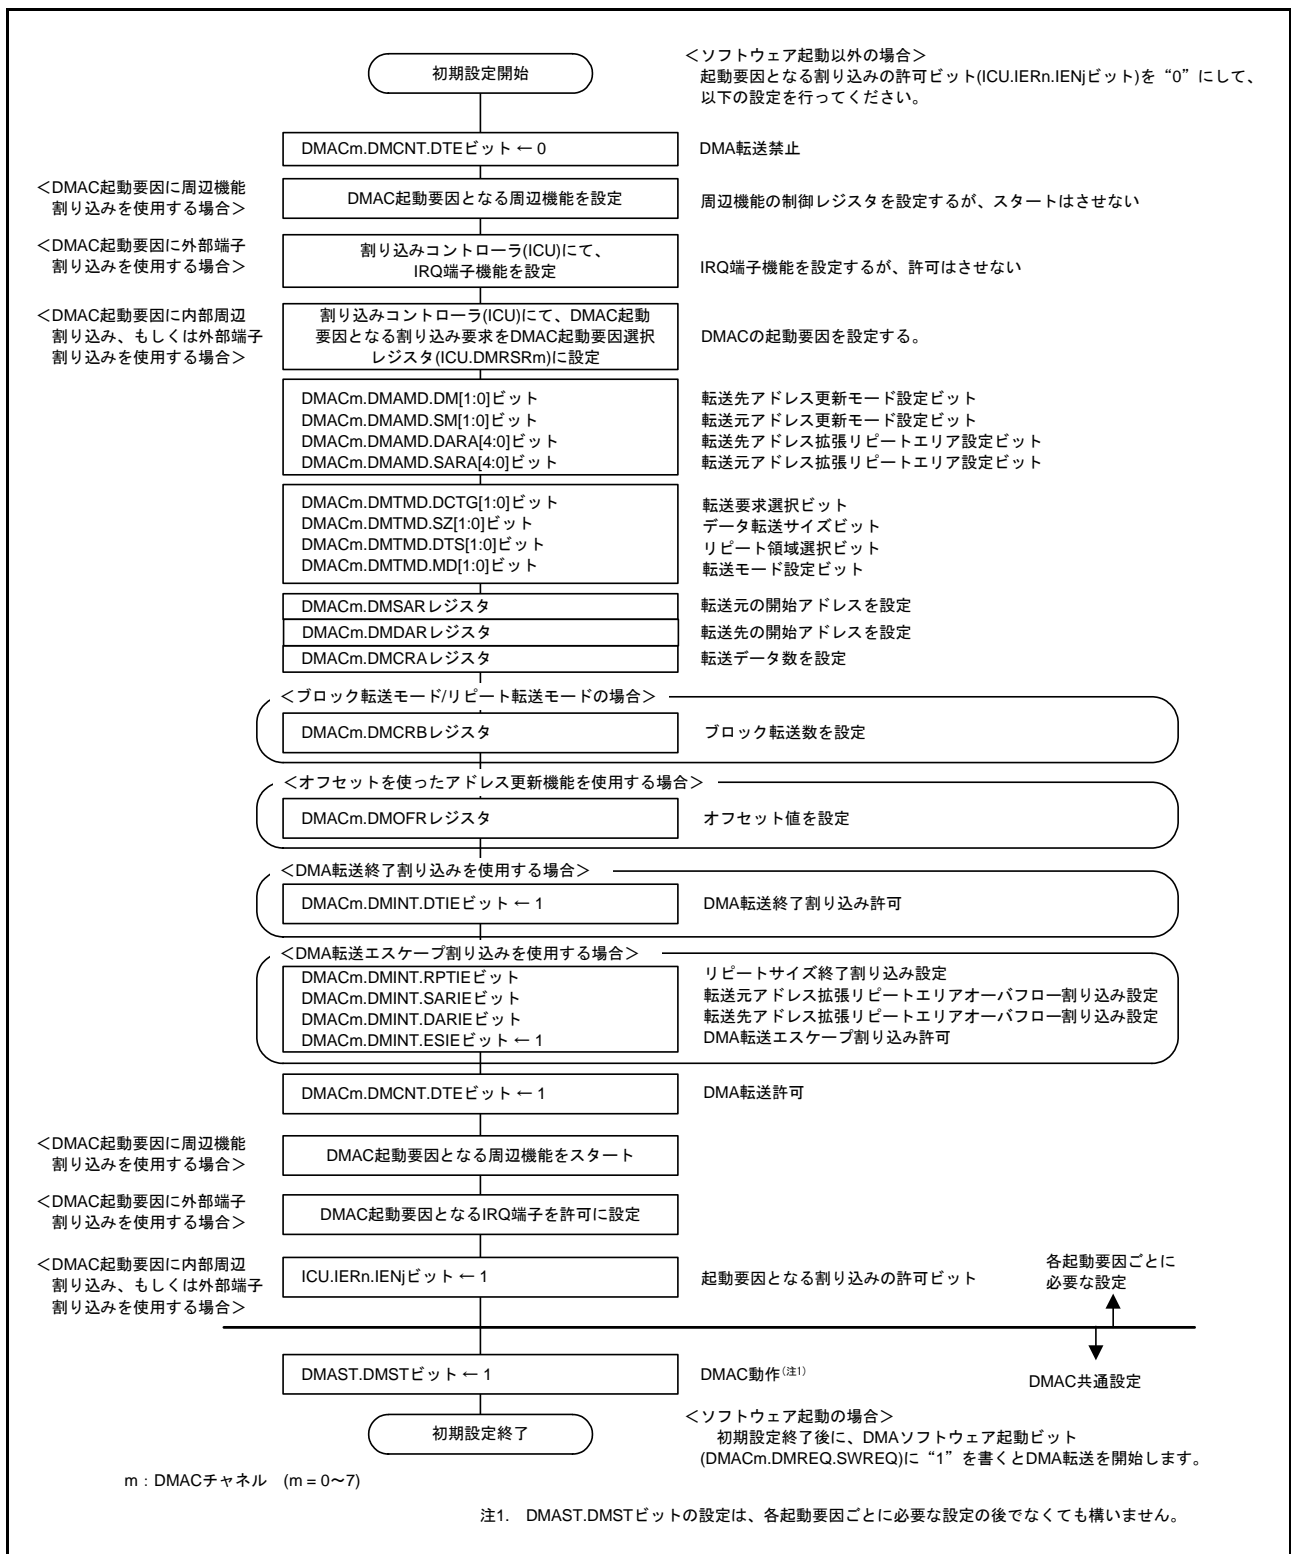 初期設定開始
＜ソフトウェア起動以外の場合＞
起動要因となる割り込みの許可ビット(ICU.IERn.IENjビット)を“0”にして、
以下の設定を行ってください。
DMACm.DMCNT.DTEビット ← 0
DMA転送禁止
＜DMAC起動要因に周辺機能
割り込みを使用する場合＞
DMAC起動要因となる周辺機能を設定
周辺機能の制御レジスタを設定するが、スタートはさせない
＜DMAC起動要因に外部端子
割り込みを使用する場合＞
割り込みコントローラ(ICU)にて、
IRQ端子機能を設定
IRQ端子機能を設定するが、許可はさせない
＜DMAC起動要因に内部周辺
割り込み、もしくは外部端子
割り込みを使用する場合＞
割り込みコントローラ(ICU)にて、DMAC起動
要因となる割り込み要求をDMAC起動要因選択
レジスタ(ICU.DMRSRm)に設定
DMACの起動要因を設定する。
DMACm.DMAMD.DM[1:0]ビット
転送先アドレス更新モード設定ビット
DMACm.DMAMD.SM[1:0]ビット
転送元アドレス更新モード設定ビット
DMACm.DMAMD.DARA[4:0]ビット
転送先アドレス拡張リピートエリア設定ビット
DMACm.DMAMD.SARA[4:0]ビット
転送元アドレス拡張リピートエリア設定ビット
DMACm.DMTMD.DCTG[1:0]ビット
転送要求選択ビット
DMACm.DMTMD.SZ[1:0]ビット
データ転送サイズビット
DMACm.DMTMD.DTS[1:0]ビット
リピート領域選択ビット
DMACm.DMTMD.MD[1:0]ビット
転送モード設定ビット
DMACm.DMSARレジスタ
転送元の開始アドレスを設定
DMACm.DMDARレジスタ
転送先の開始アドレスを設定
DMACm.DMCRAレジスタ
転送データ数を設定
＜ブロック転送モード/リピート転送モードの場合＞
DMACm.DMCRBレジスタ
ブロック転送数を設定
＜オフセットを使ったアドレス更新機能を使用する場合＞
DMACm.DMOFRレジスタ
オフセット値を設定
＜DMA転送終了割り込みを使用する場合＞
DMACm.DMINT.DTIEビット ← 1
DMA転送終了割り込み許可
＜DMA転送エスケープ割り込みを使用する場合＞
DMACm.DMINT.RPTIEビット
リピートサイズ終了割り込み設定
DMACm.DMINT.SARIEビット
転送元アドレス拡張リピートエリアオーバフロー割り込み設定
DMACm.DMINT.DARIEビット
転送先アドレス拡張リピートエリアオーバフロー割り込み設定
DMACm.DMINT.ESIEビット ← 1
DMA転送エスケープ割り込み許可
DMACm.DMCNT.DTEビット ← 1
DMA転送許可
＜DMAC起動要因に周辺機能
割り込みを使用する場合＞
DMAC起動要因となる周辺機能をスタート
＜DMAC起動要因に外部端子
割り込みを使用する場合＞
DMAC起動要因となるIRQ端子を許可に設定
＜DMAC起動要因に内部周辺
割り込み、もしくは外部端子
割り込みを使用する場合＞
ICU.IERn.IENjビット ← 1
起動要因となる割り込みの許可ビット
各起動要因ごとに
必要な設定
DMAST.DMSTビット ← 1
DMAC動作(注1)
DMAC共通設定
初期設定終了
＜ソフトウェア起動の場合＞
初期設定終了後に、DMAソフトウェア起動ビット
(DMACm.DMREQ.SWREQ)に“1”を書くとDMA転送を開始します。
m：DMACチャネル (m = 0～7)
注1. DMAST.DMSTビットの設定は、各起動要因ごとに必要な設定の後でなくても構いません。